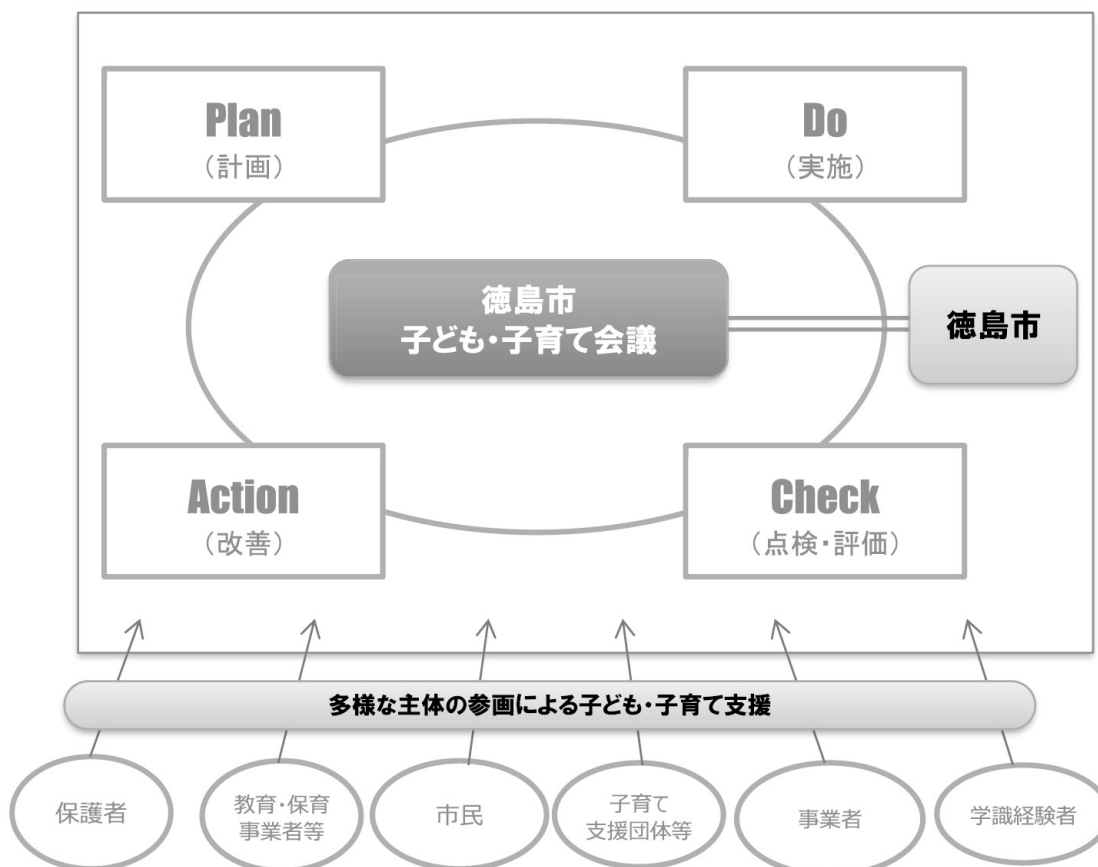 Plan
(計画)
Do
(実施)
徳島市
子ども・子育て会議
徳島市
Action
(改善)
Check
(点検・評価)
多様な主体の参画による子ども・子育て支援
保護者
教育・保育
事業者等
市民
子育て
支援団体等
事業者
学識経験者